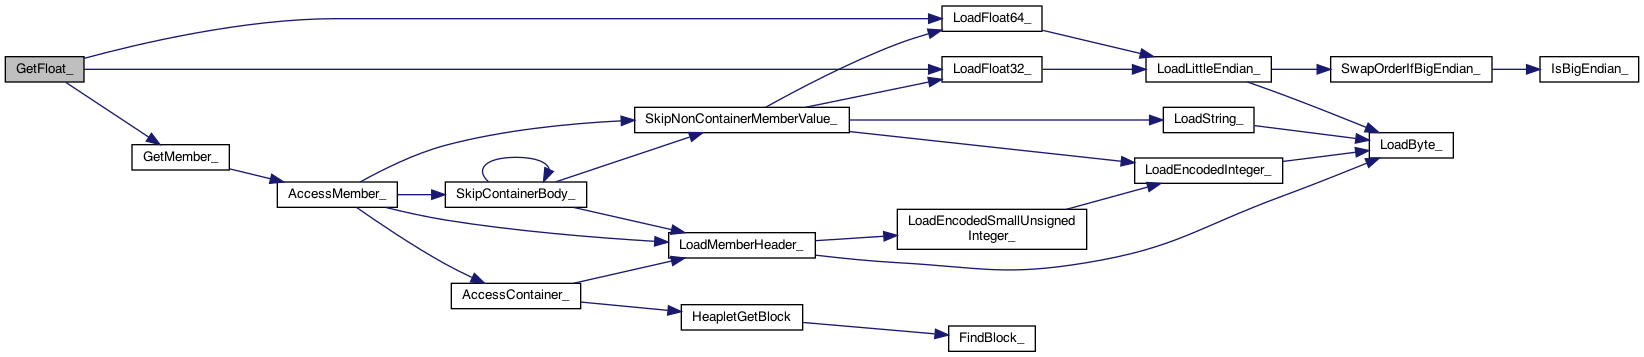 GetFloat_
GetMember_
AccessMember_
SkipContainerBody_
AccessContainer_
SkipNonContainerMemberValue_
LoadMemberHeader_
HeapletGetBlock
LoadFloat64_
LoadFloat32_
LoadEncodedSmallUnsigned
Integer_
FindBlock_
LoadLittleEndian_
LoadString_
LoadEncodedInteger_
SwapOrderIfBigEndian_
LoadByte_
IsBigEndian_